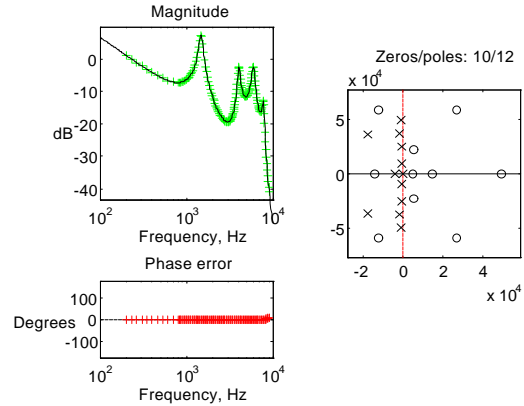 Magnitude
0
-10
dB
-20
-30
-40
10^2
10^3
10^4
Frequency, Hz
Phase error
100
Degrees
0
-100
10^2
10^3
10^4
Frequency, Hz
Zeros/poles: 10/12
x 10^4
5
0
-5
-2
0
2
4
x 10^4